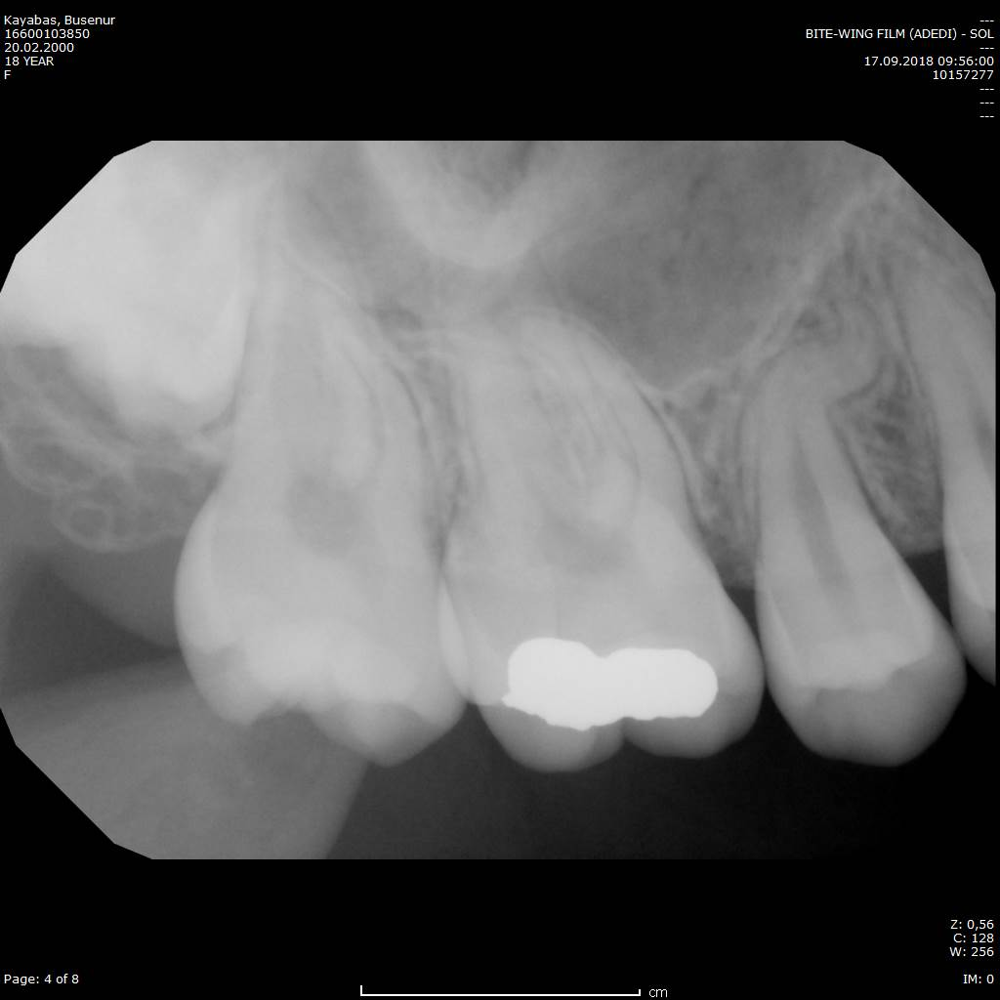 Kayabas, Busenur
16600103850
20.02.2000
18 YEAR
F
---
BITE-WING FILM (ADEDI) - SOL
---
17.09.2018 09:56:00
10157277
---
---
---
cm
Z: 0,56
C: 128
W: 256
Page: 4 of 8
IM: 0